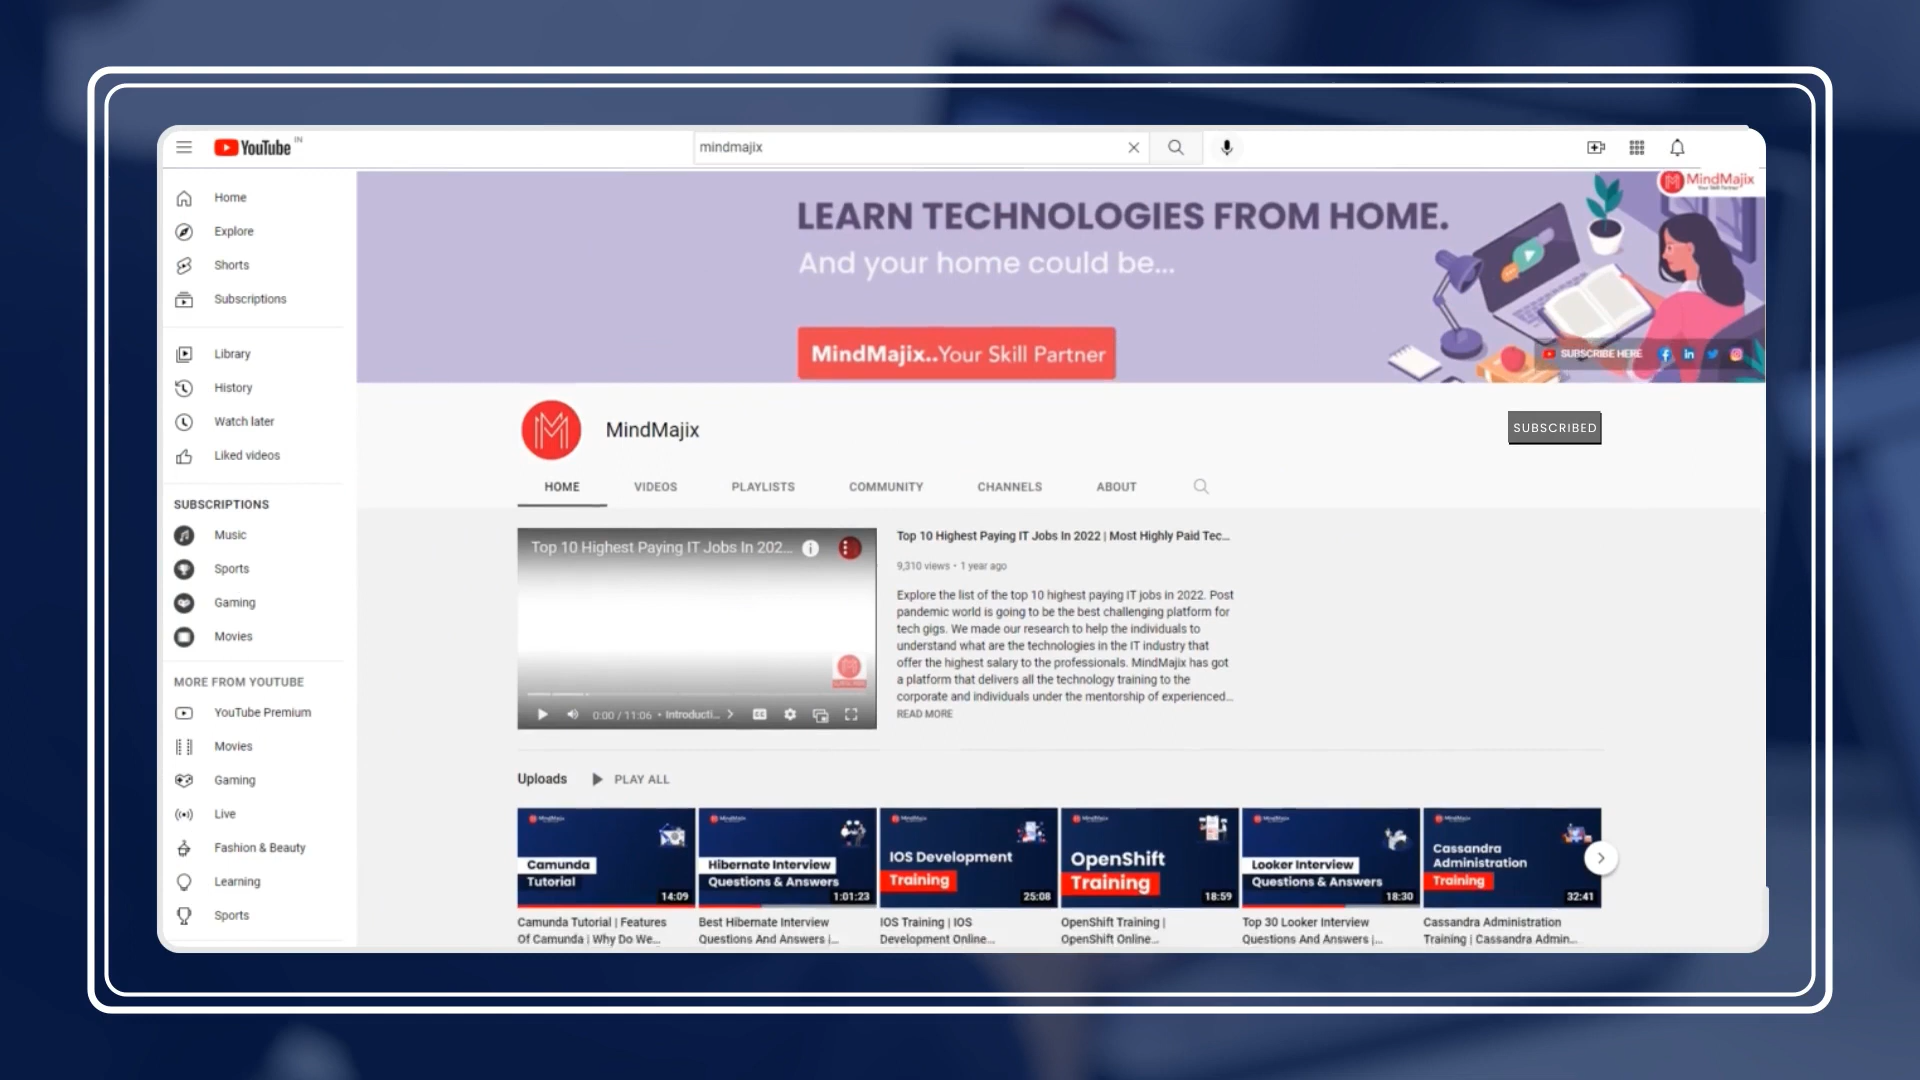 YouTube IN
mindmajix
Home
Explore
Shorts
Subscriptions
Library
History
Watch later
Liked videos
SUBSCRIPTIONS
Music
Sports
Gaming
Movies
MORE FROM YOUTUBE
YouTube Premium
Movies
Gaming
Live
Fashion & Beauty
Learning
Sports
MindMajix
Your Skill Partner
LEARN TECHNOLOGIES FROM HOME.
And your home could be...
MindMajix..Your Skill Partner
SUBSCRIBE HERE
MindMajix
SUBSCRIBED
HOME VIDEOS PLAYLISTS COMMUNITY CHANNELS ABOUT
Top 10 Highest Paying IT Jobs In 202...
SUBSCRIBE
0:00 / 11:06 • Introducti...
Top 10 Highest Paying IT Jobs In 2022 | Most Highly Paid Tec...
9,310 views • 1 year ago
Explore the list of the top 10 highest paying IT jobs in 2022. Post
pandemic world is going to be the best challenging platform for
tech gigs. We made our research to help the individuals to
understand what are the technologies in the IT industry that
offer the highest salary to the professionals. MindMajix has got
a platform that delivers all the technology training to the
corporate and individuals under the mentorship of experienced...
READ MORE
Uploads PLAY ALL
MindMajix
Camunda
Tutorial
14:09
Camunda Tutorial | Features
Of Camunda | Why Do We...
MindMajix
Hibernate Interview
Questions & Answers
1:01:23
Best Hibernate Interview
Questions And Answers |...
MindMajix
IOS Development
Training
25:08
IOS Training | IOS
Development Online...
MindMajix
OpenShift
Training
18:59
OpenShift Training |
OpenShift Online...
MindMajix
Looker Interview
Questions & Answers
18:30
Top 30 Looker Interview
Questions And Answers |...
MindMajix
Cassandra
Administration
Training
32:41
Cassandra Administration
Training | Cassandra Admin...